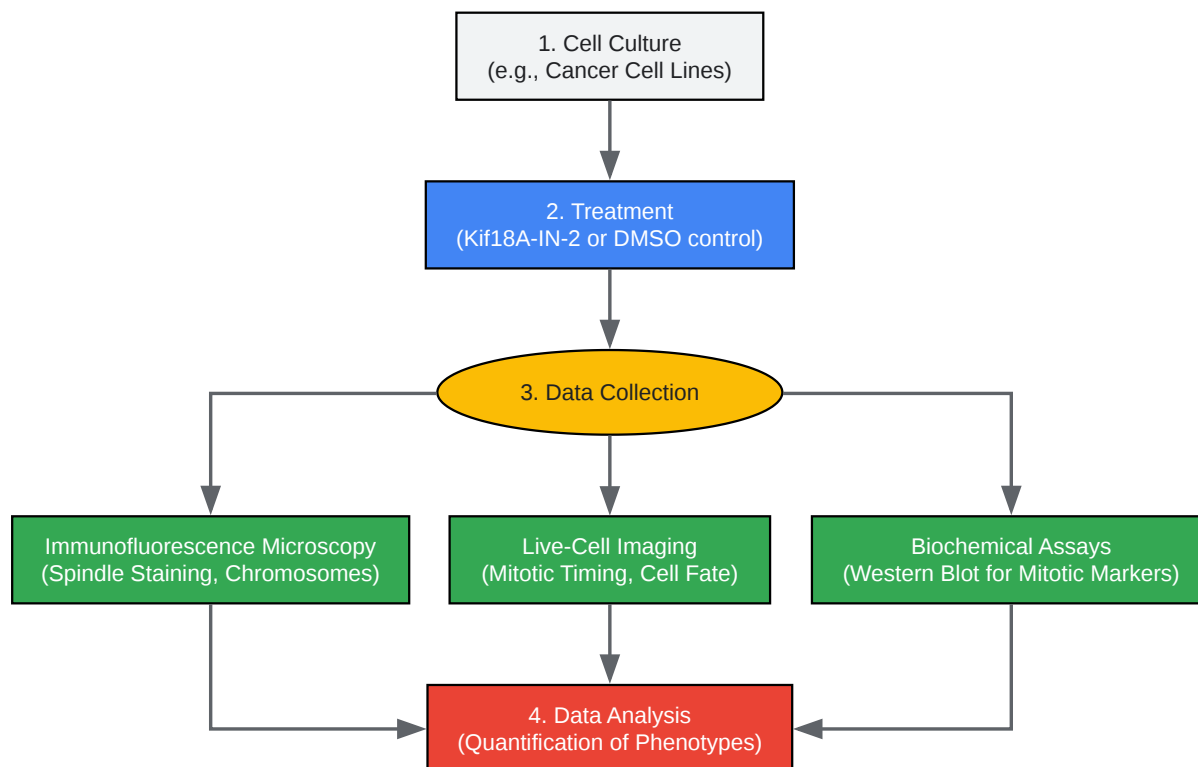 1. Cell Culture
(e.g., Cancer Cell Lines)
2. Treatment
(Kif18A-IN-2 or DMSO control)
3. Data Collection
Immunofluorescence Microscopy
(Spindle Staining, Chromosomes)
Live-Cell Imaging
(Mitotic Timing, Cell Fate)
Biochemical Assays
(Western Blot for Mitotic Markers)
4. Data Analysis
(Quantification of Phenotypes)